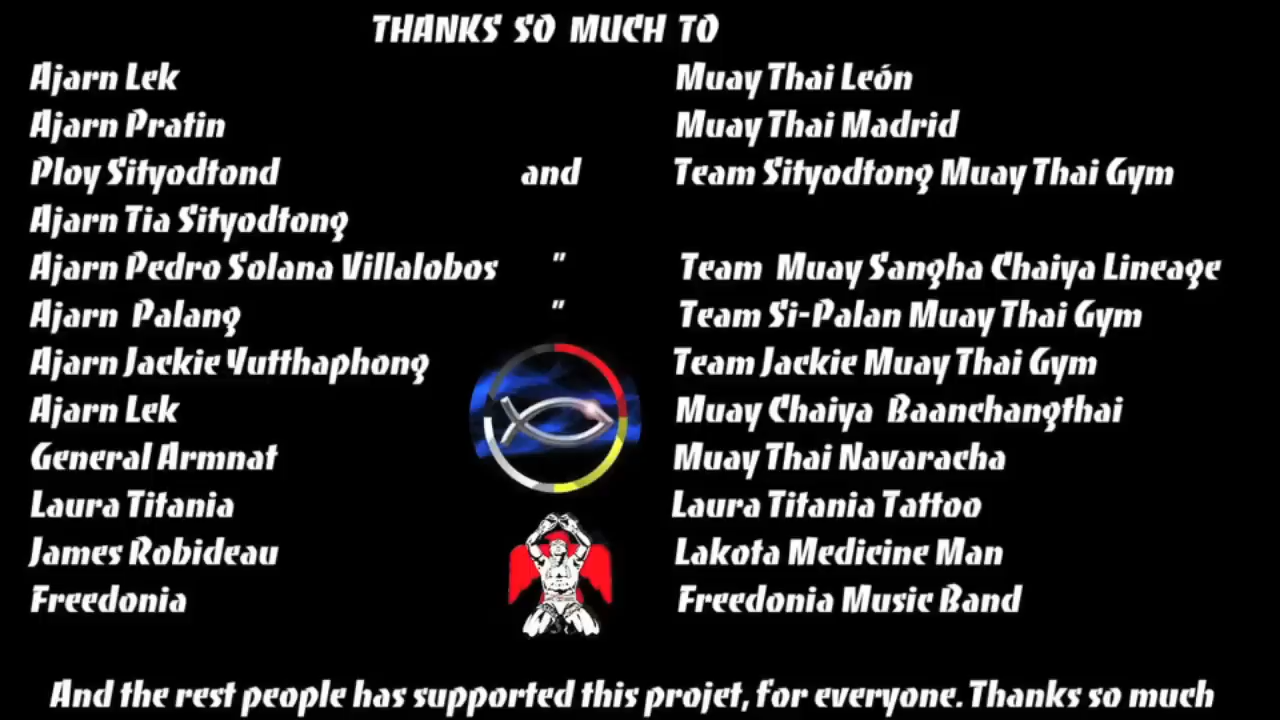 THANKS SO MUCH TO
Ajarn Lek Muay Thai León
Ajarn Pratin Muay Thai Madrid
Ploy Sityodtond and Team Sityodtong Muay Thai Gym
Ajarn Tia Sityodtong
Ajarn Pedro Solana Villalobos " Team Muay Sangha Chaiya Lineage
Ajarn Palang " Team Si-Palan Muay Thai Gym
Ajarn Jackie Yutthaphong Team Jackie Muay Thai Gym
Ajarn Lek Muay Chaiya Baanchangthai
General Armnat Muay Thai Navaracha
Laura Titania Laura Titania Tattoo
James Robideau Lakota Medicine Man
Freedonia Freedonia Music Band
And the rest people has supported this projet, for everyone. Thanks so much